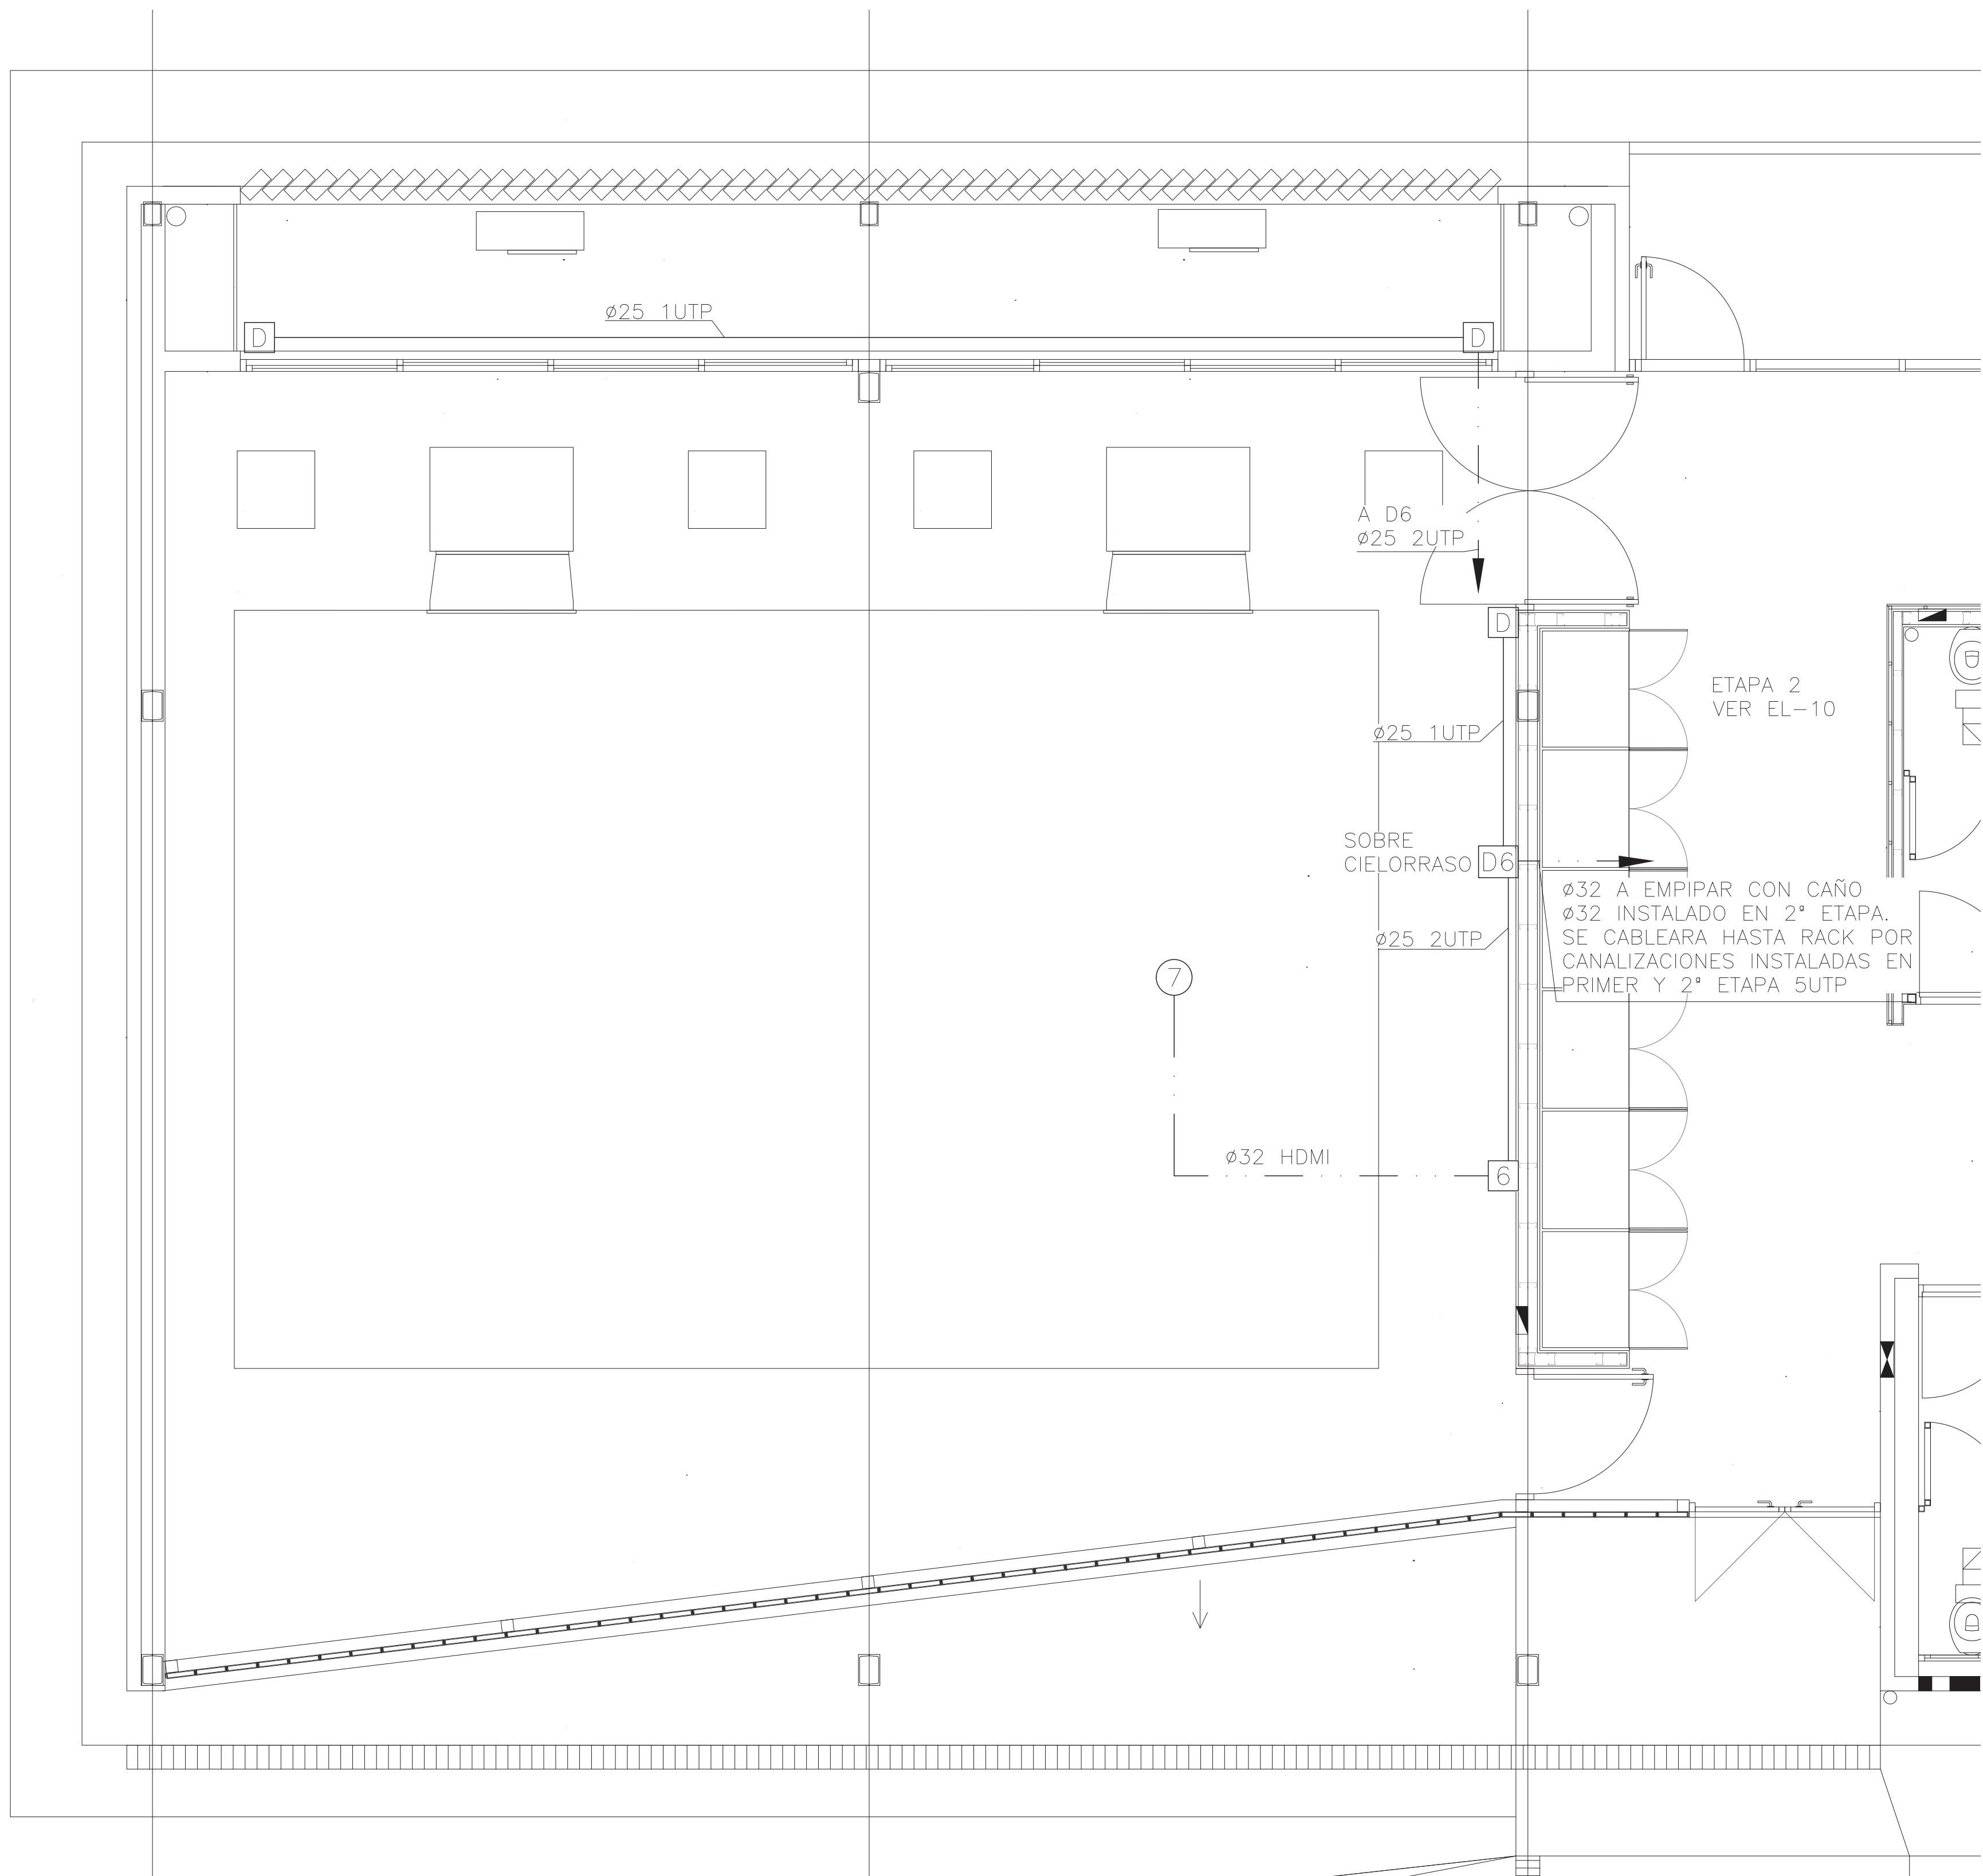 ø25 1UTP
D
D
A D6
ø25 2UTP
D
ETAPA 2
VER EL-10
ø25 1UTP
SOBRE
CIELORRASO
D6
ø32 A EMPIPAR CON CAÑO
ø32 INSTALADO EN 2ª ETAPA.
SE CABLEARA HASTA RACK POR
CANALIZACIONES INSTALADAS EN
PRIMER Y 2ª ETAPA 5UTP
ø25 2UTP
7
ø32 HDMI
6